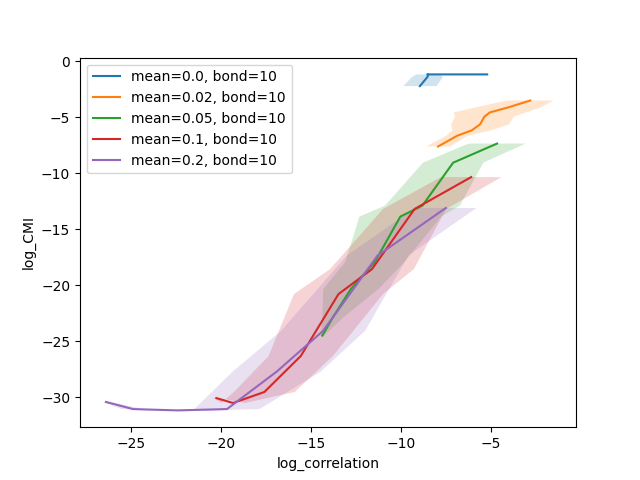 mean=0.0, bond=10
mean=0.02, bond=10
mean=0.05, bond=10
mean=0.1, bond=10
mean=0.2, bond=10
0
−5
−10
−15
−20
−25
−30
log_CMI
−25
−20
−15
−10
−5
log_correlation